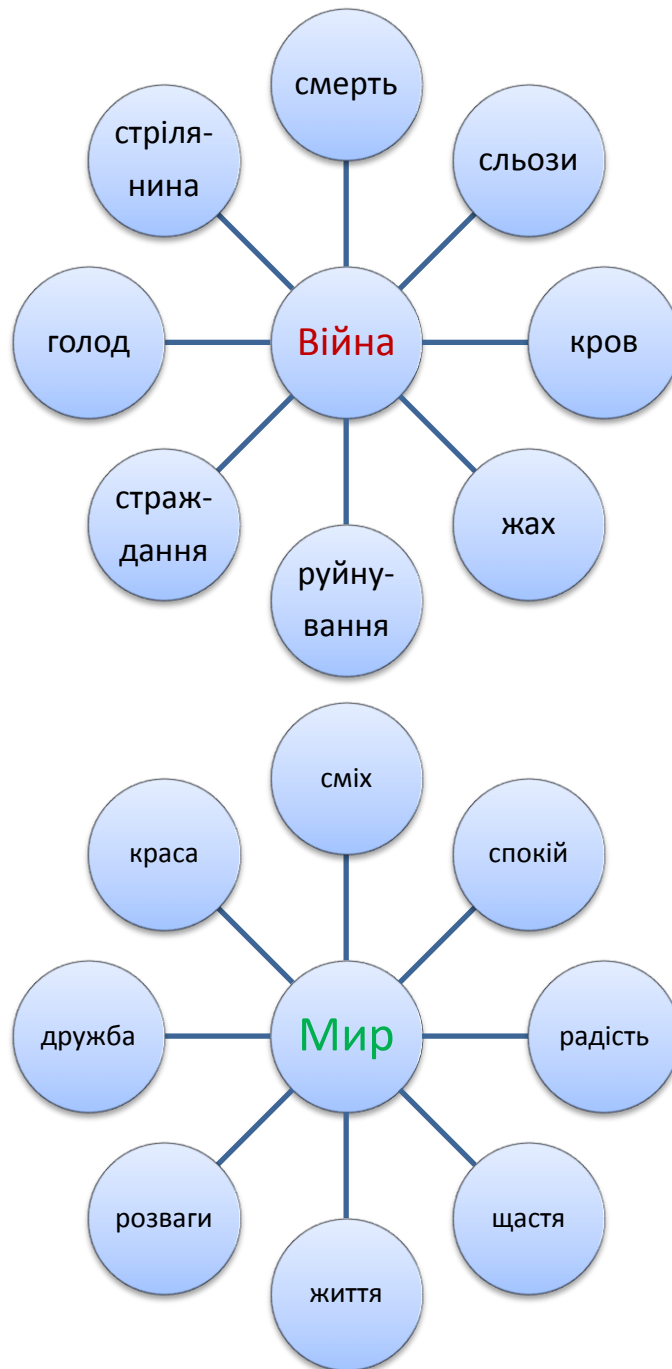 смерть
стріля-
нина
сльози
голод
Війна
кров
страж-
дання
жах
руйну-
вання
сміх
краса
спокій
дружба
Мир
радість
розваги
щастя
життя